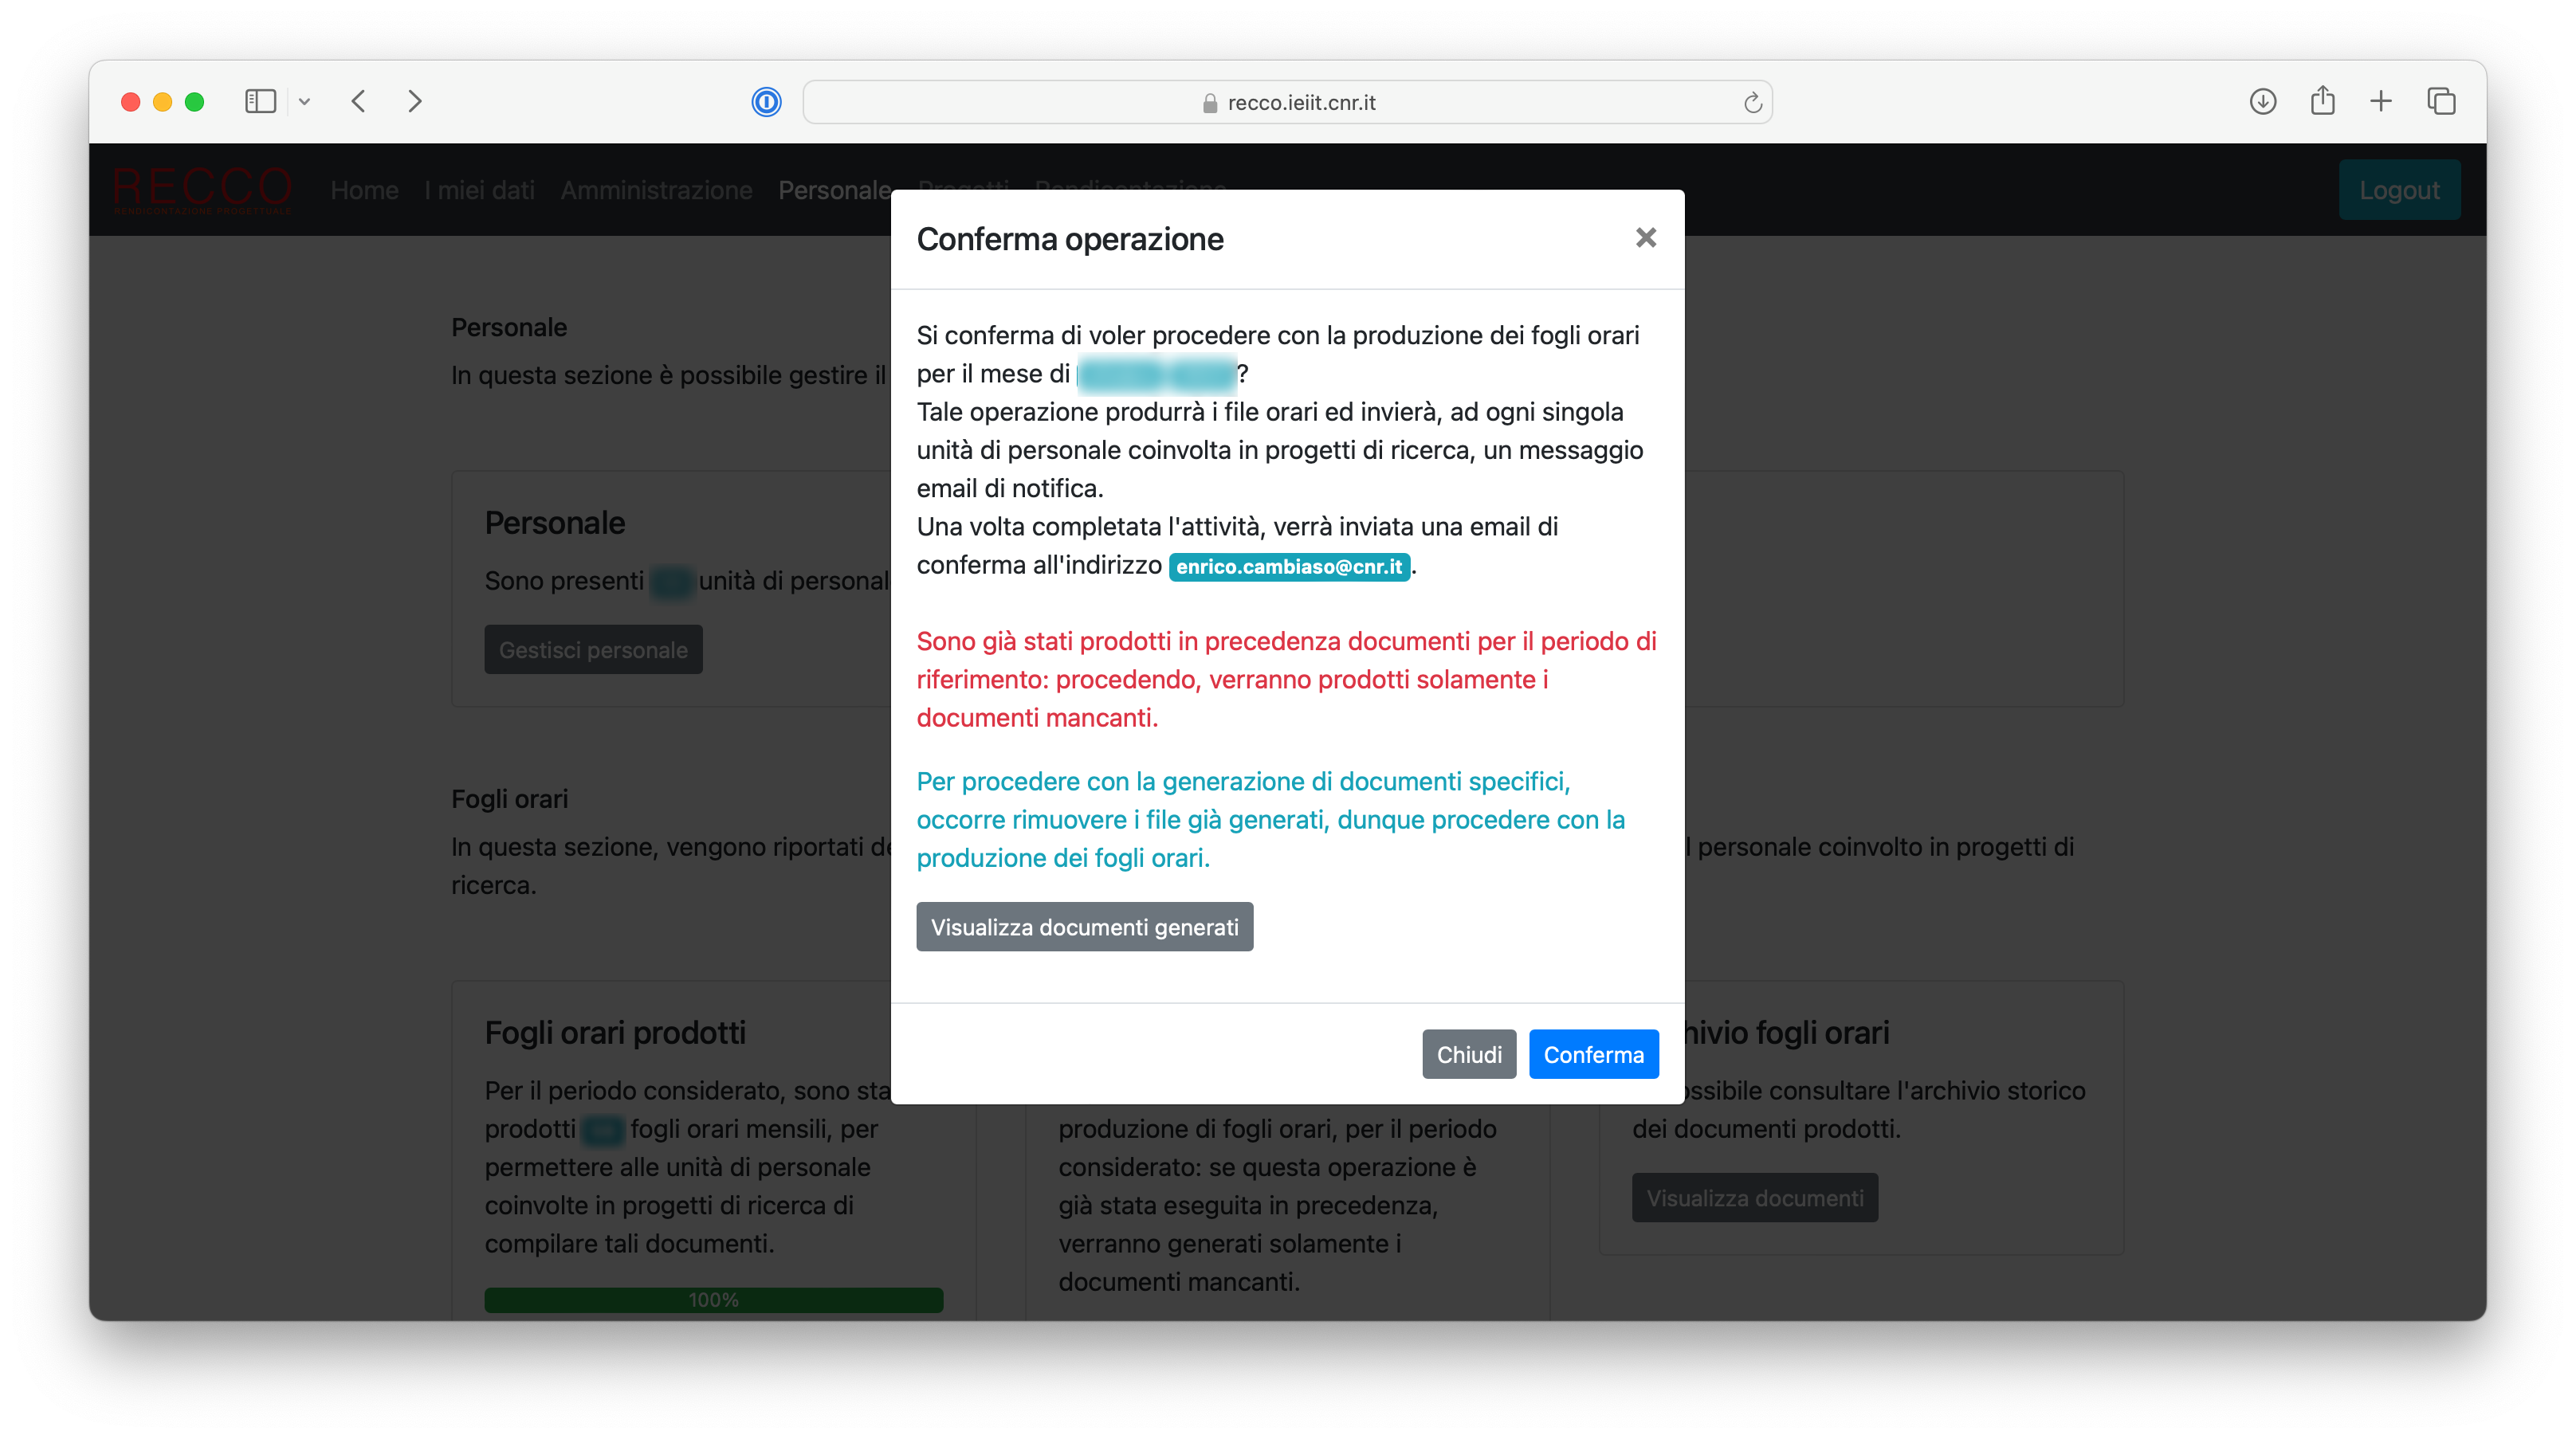 recco.ieiit.cnr.it
RECCO
RENDICONTAZIONE PROGETTUALE
Home I miei dati Amministrazione Personale Progetti Rendicontazione
Logout
Conferma operazione
Si conferma di voler procedere con la produzione dei fogli orari
per il mese di ?
Tale operazione produrrà i file orari ed invierà, ad ogni singola
unità di personale coinvolta in progetti di ricerca, un messaggio
email di notifica.
Una volta completata l'attività, verrà inviata una email di
conferma all'indirizzo enrico.cambiaso@cnr.it.
Sono già stati prodotti in precedenza documenti per il periodo di
riferimento: procedendo, verranno prodotti solamente i
documenti mancanti.
Per procedere con la generazione di documenti specifici,
occorre rimuovere i file già generati, dunque procedere con la
produzione dei fogli orari.
Visualizza documenti generati
Chiudi Conferma
Personale
In questa sezione è possibile gestire il
Personale
Sono presenti unità di personal
Gestisci personale
Fogli orari
In questa sezione, vengono riportati de l personale coinvolto in progetti di
ricerca.
Fogli orari prodotti
Per il periodo considerato, sono sta
prodotti fogli orari mensili, per
permettere alle unità di personale
coinvolte in progetti di ricerca di
compilare tali documenti.
100%
produzione di fogli orari, per il periodo
considerato: se questa operazione è
già stata eseguita in precedenza,
verranno generati solamente i
documenti mancanti.
hivio fogli orari
ossibile consultare l'archivio storico
dei documenti prodotti.
Visualizza documenti